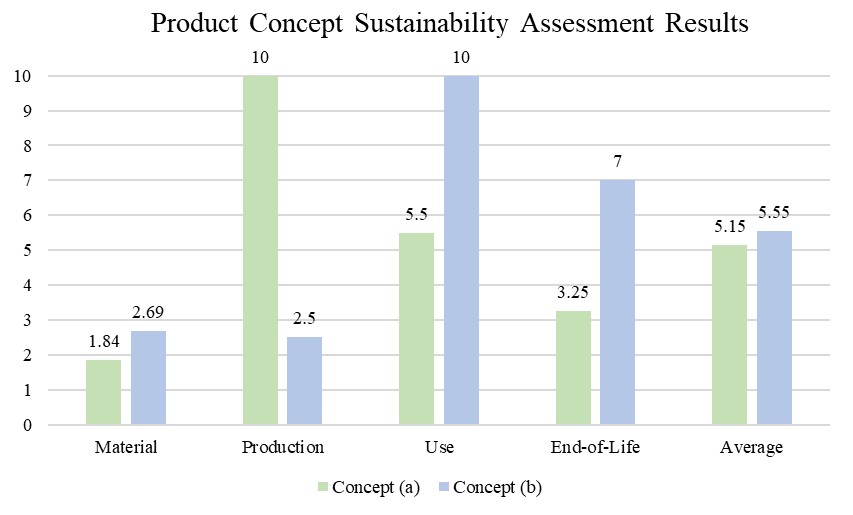 Product Concept Sustainability Assessment Results
10
9
8
7
6
5
4
3
2
1
0
1.84
2.69
10
2.5
5.5
10
3.25
7
5.15
5.55
Material
Production
Use
End-of-Life
Average
Concept (a)
Concept (b)